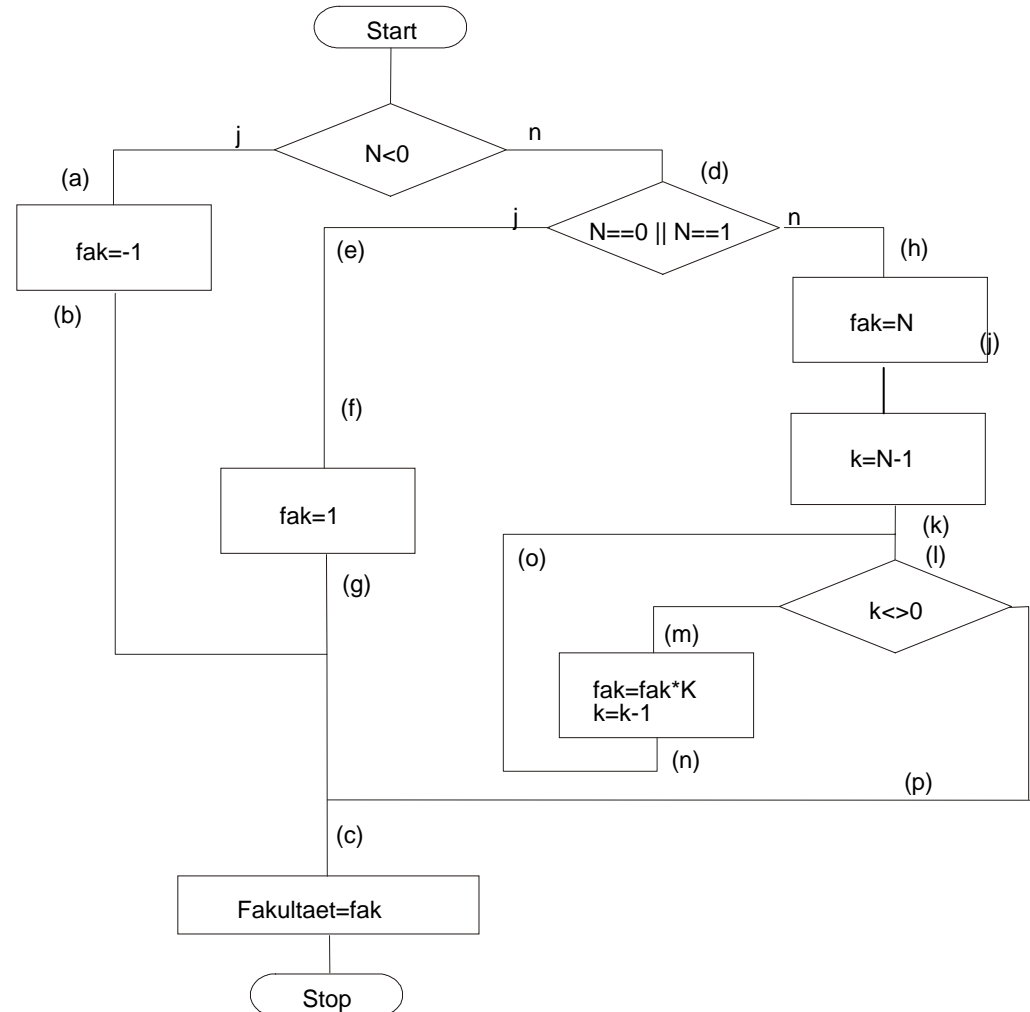 Start
j
n
N<0
(a)
(d)
fak=-1
j
n
N==0 || N==1
(e)
(h)
(b)
fak=N
(j)
(f)
k=N-1
fak=1
(k)
(o)
(l)
(g)
k<>0
(m)
fak=fak*K
k=k-1
(n)
(p)
(c)
Fakultaet=fak
Stop